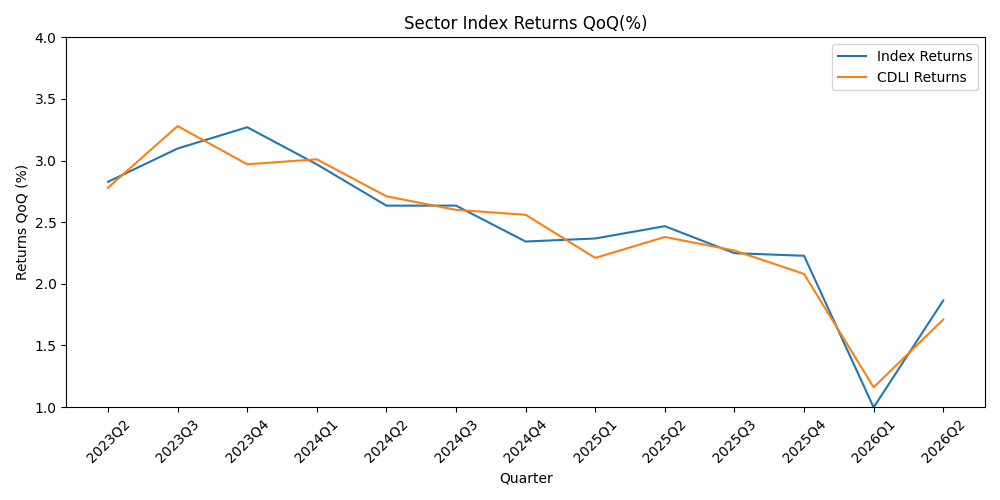 Sector Index Returns QoQ(%)
Index Returns
CDLI Returns
Returns QoQ (%)
4.0
3.5
3.0
2.5
2.0
1.5
1.0
2023Q2
2023Q3
2023Q4
2024Q1
2024Q2
2024Q3
2024Q4
2025Q1
2025Q2
2025Q3
2025Q4
2026Q1
2026Q2
Quarter